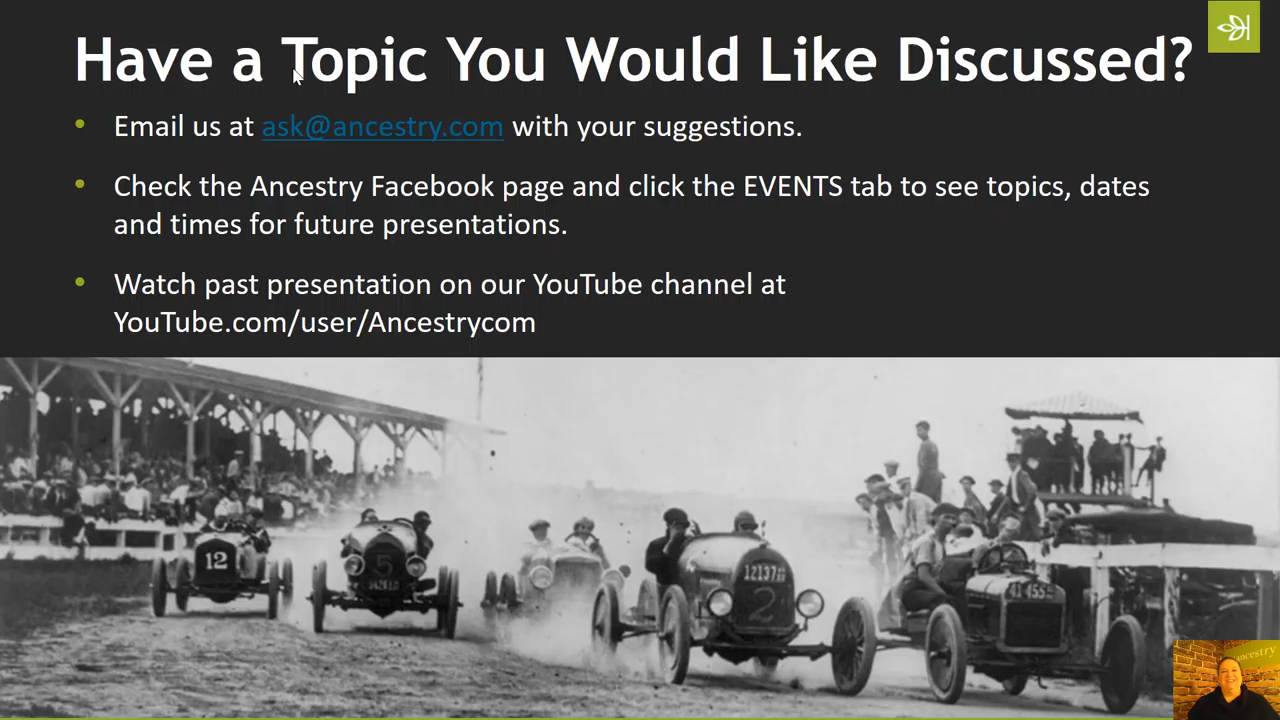 Have a Topic You Would Like Discussed?
• Email us at ask@ancestry.com with your suggestions.
• Check the Ancestry Facebook page and click the EVENTS tab to see topics, dates
and times for future presentations.
• Watch past presentation on our YouTube channel at
YouTube.com/user/Ancestrycom
12
5
12137
2
41 455
ancestry